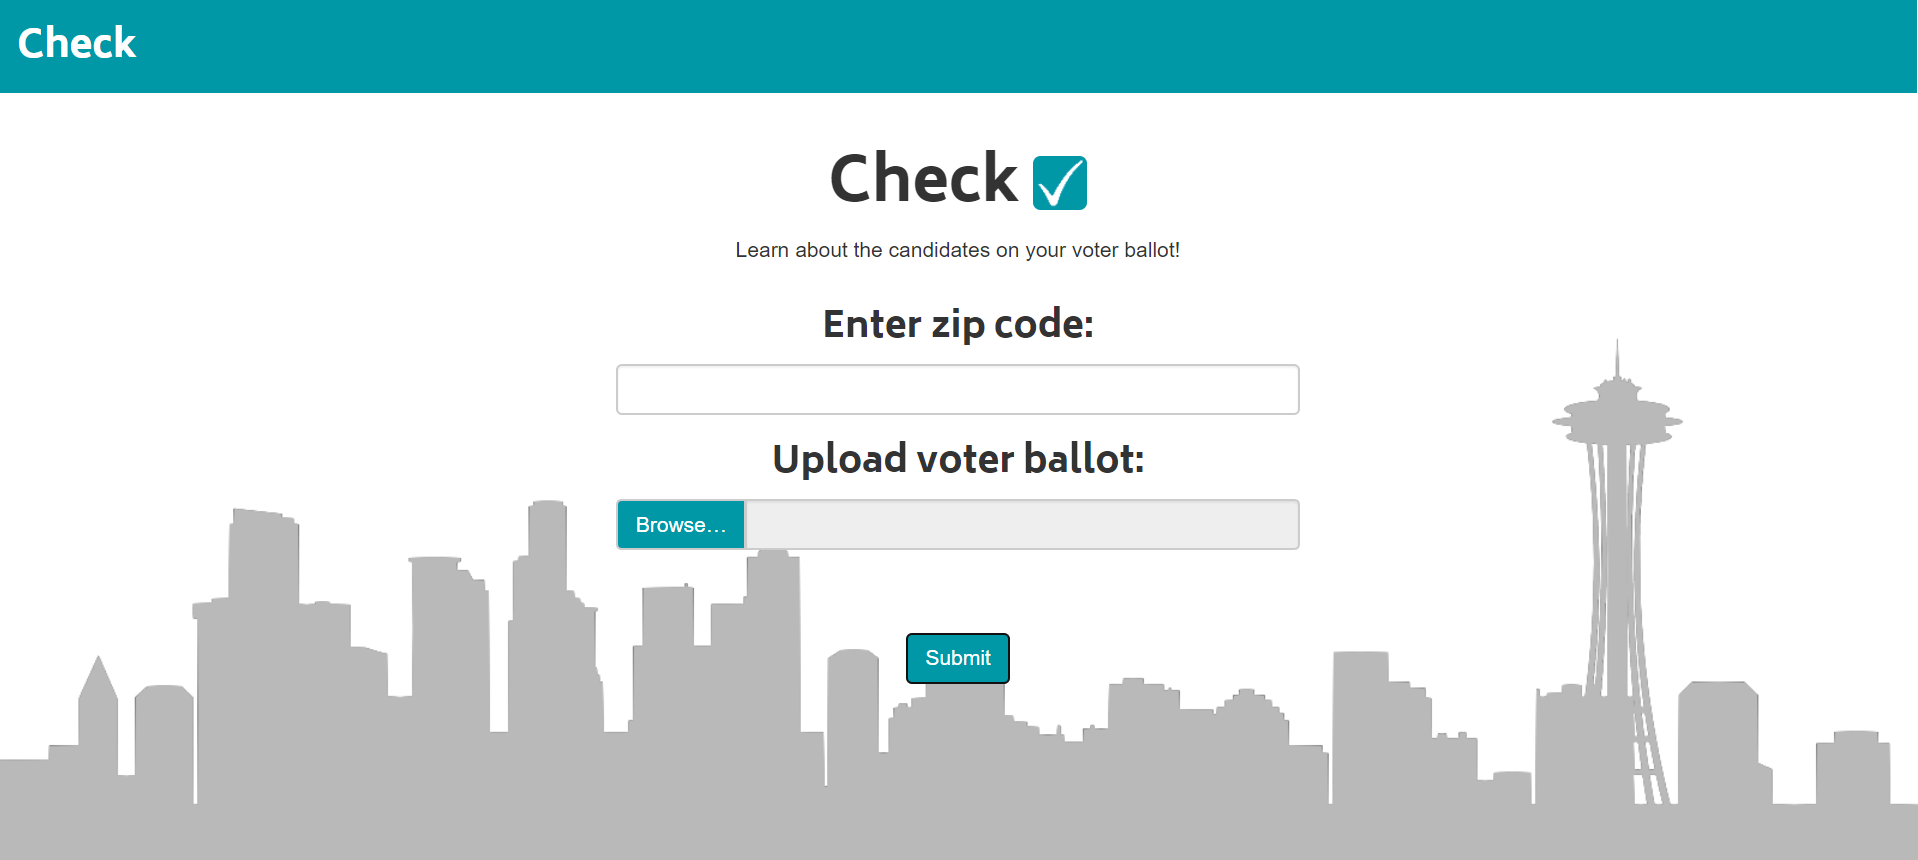 Check
Check
Learn about the candidates on your voter ballot!
Enter zip code:
Upload voter ballot:
Browse...
Submit